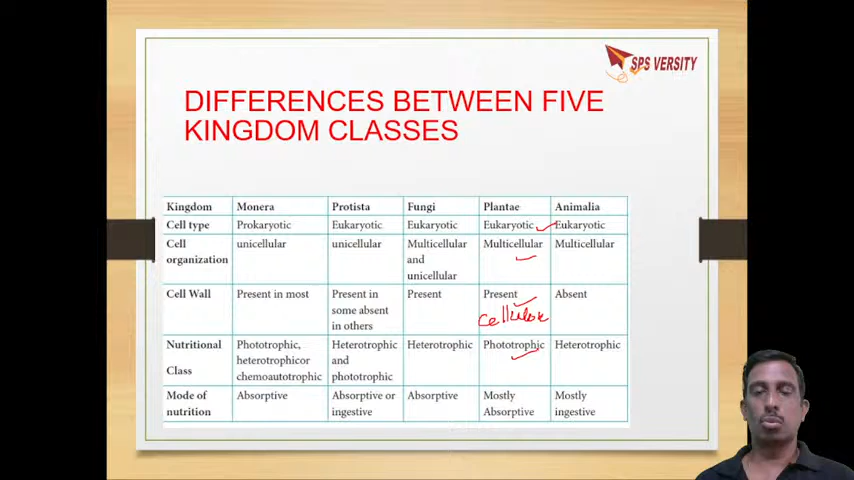 SPS VERSITY
DIFFERENCES BETWEEN FIVE
KINGDOM CLASSES
Kingdom Monera Protista Fungi Plantae Animalia
Cell type Prokaryotic Eukaryotic Eukaryotic Eukaryotic Eukaryotic
Cell unicellular unicellular Multicellular Multicellular Multicellular
organization and
unicellular
Cell Wall Present in most Present in Present Present Absent
some absent cellulose
in others
Nutritional Phototrophic, Heterotrophic Heterotrophic Phototrophic Heterotrophic
heterotrophicor and
Class
chemoautotrophic phototrophic
Mode of Absorptive Absorptive or Absorptive Mostly Mostly
nutrition ingestive Absorptive ingestive